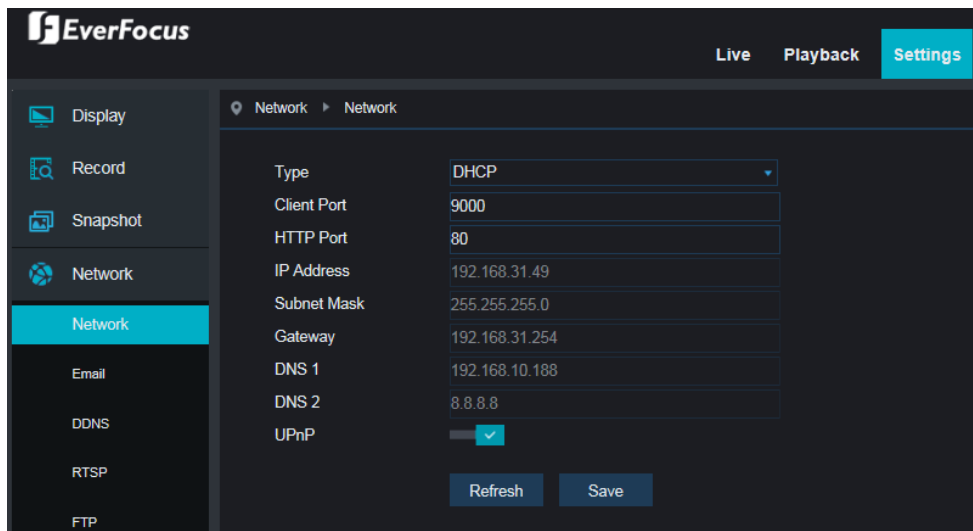 EverFocus
Live Playback Settings
Display
Record
Snapshot
Network
Network
Email
DDNS
RTSP
FTP
Network Network
Type DHCP
Client Port 9000
HTTP Port 80
IP Address 192.168.31.49
Subnet Mask 255.255.255.0
Gateway 192.168.31.254
DNS 1 192.168.10.188
DNS 2 8.8.8.8
UPnP
Refresh Save